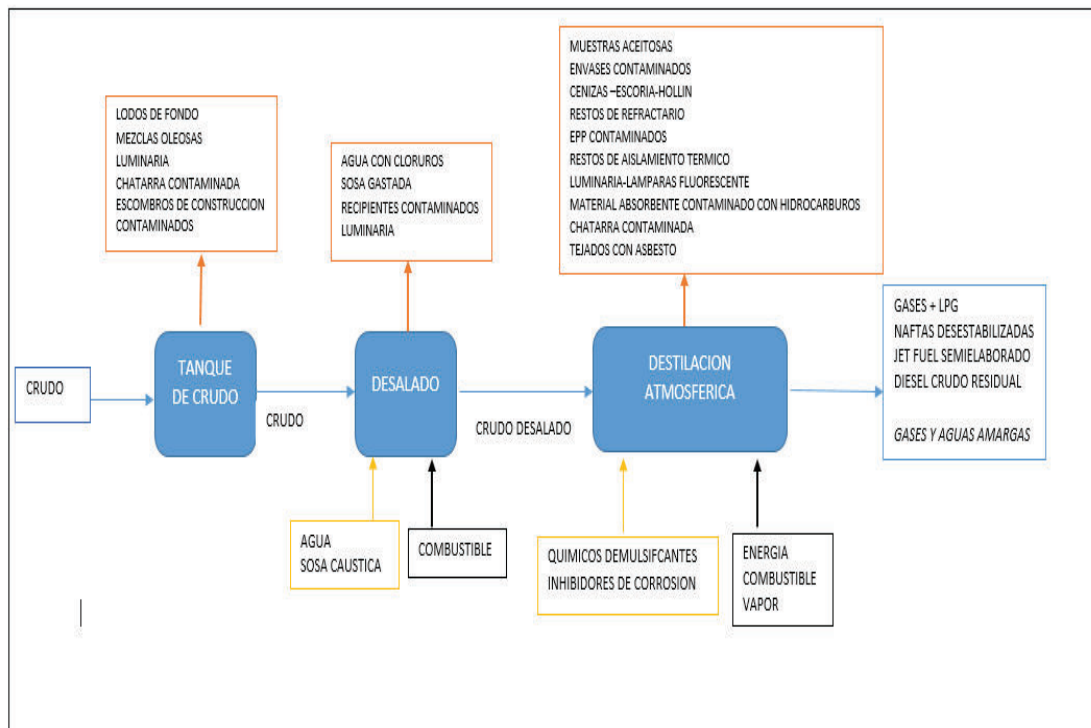 MUESTRAS ACEITOSAS
ENVASES CONTAMINADOS
CENIZAS –ESCORIA-HOLLIN
RESTOS DE REFRACTARIO
EPP CONTAMINADOS
RESTOS DE AISLAMIENTO TERMICO
LUMINARIA-LAMPARAS FLUORESCENTE
MATERIAL ABSORBENTE CONTAMINADO CON HIDROCARBUROS
CHATARRA CONTAMINADA
TEJADOS CON ASBESTO
LODOS DE FONDO
MEZCLAS OLEOSAS
LUMINARIA
CHATARRA CONTAMINADA
ESCOMBROS DE CONSTRUCCION
CONTAMINADOS
AGUA CON CLORUROS
SOSA GASTADA
RECIPIENTES CONTAMINADOS
LUMINARIA
CRUDO
TANQUE
DE CRUDO
CRUDO
DESALADO
CRUDO DESALADO
DESTILACION
ATMOSFERICA
GASES + LPG
NAFTAS DESESTABILIZADAS
JET FUEL SEMIELABORADO
DIESEL CRUDO RESIDUAL
GASES Y AGUAS AMARGAS
AGUA
SOSA CAUSTICA
COMBUSTIBLE
QUIMICOS DEMULSIFCANTES
INHIBIDORES DE CORROSION
ENERGIA
COMBUSTIBLE
VAPOR